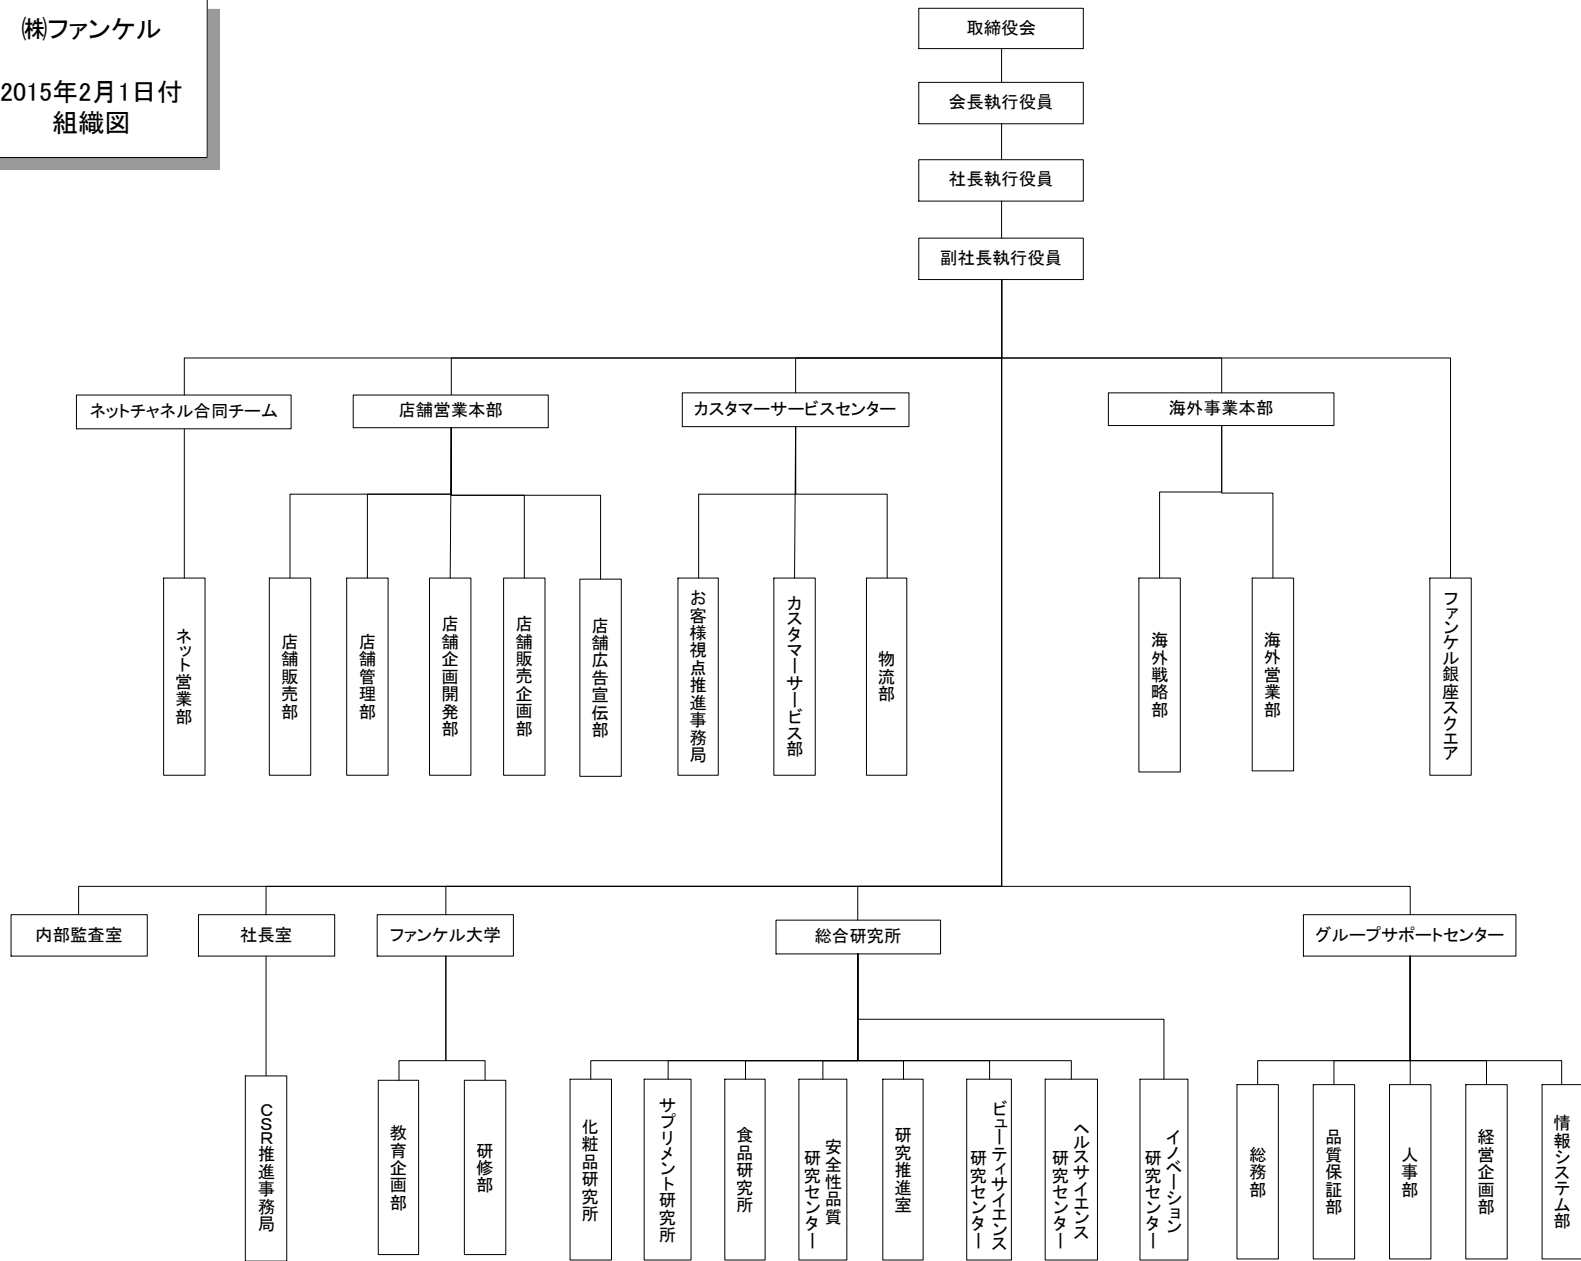 ㈱ファンケル
2015年2月1日付
組織図
取締役会
会長執行役員
社長執行役員
副社長執行役員
ネットチャネル合同チーム
店舗営業本部
カスタマーサービスセンター
海外事業本部
ネット営業部
店舗販売部
店舗管理部
店舗企画開発部
店舗販売企画部
店舗広告宣伝部
お客様視点推進事務局
カスタマーサービス部
物流部
海外戦略部
海外営業部
ファンケル銀座スクエア
内部監査室
社長室
ファンケル大学
総合研究所
グループサポートセンター
CSR推進事務局
教育企画部
研修部
化粧品研究所
サプリメント研究所
食品研究所
安全性品質
研究センター
研究推進室
ビューティサイエンス
研究センター
ヘルスサイエンス
研究センター
イノベーション
研究センター
総務部
品質保証部
人事部
経営企画部
情報システム部